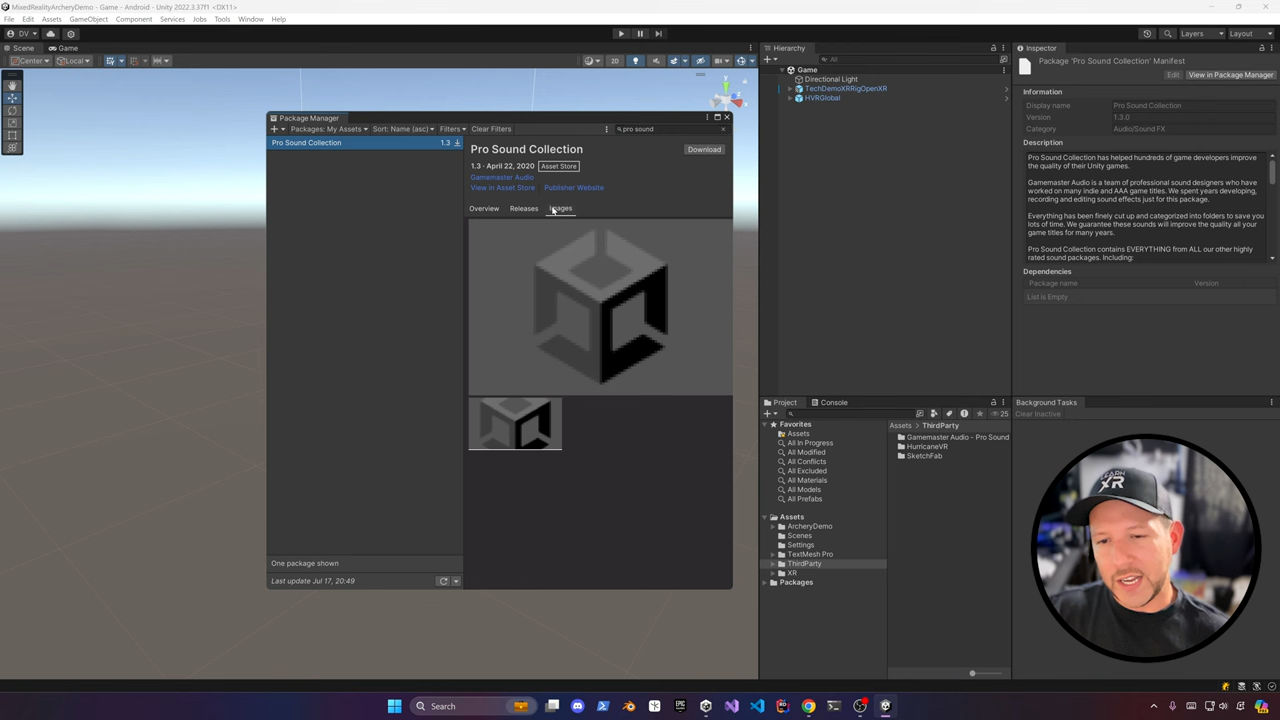 MixedRealityArcheryDemo - Game - Android - Unity 2022.3.37f1 <DX11>
File Edit Assets GameObject Component Services Jobs Tools Window Help
DV
Layers Layout
Scene Game
Center Local
2D
Hierarchy
All
Game
Directional Light
TechDemoXRRigOpenXR
HVRGlobal
Package Manager
Packages: My Assets Sort: Name (asc) Filters Clear Filters pro sound
Pro Sound Collection 1.3
Pro Sound Collection Download
1.3 - April 22, 2020 Asset Store
Gamemaster Audio
View in Asset Store Publisher Website
Overview Releases Images
One package shown
Last update Jul 17, 20:49
Inspector
Package 'Pro Sound Collection' Manifest
Edit View in Package Manager
Information
Display name Pro Sound Collection
Version 1.3.0
Category Audio/Sound FX
Description
Pro Sound Collection has helped hundreds of game developers improve
the quality of their Unity games.
Gamemaster Audio is a team of professional sound designers who have
worked on many indie and AAA game titles. We spent years developing,
recording and editing sound effects just for this package.
Everything has been finely cut up and categorized into folders to save you
lots of time. We guarantee these sounds will improve the quality all your
game titles for many years.
Pro Sound Collection contains EVERYTHING from ALL our other highly
rated sound packages. Including:
Dependencies
Package name Version
List is Empty
Project Console
25
Favorites
Assets
All In Progress
All Modified
All Conflicts
All Excluded
All Materials
All Models
All Prefabs
Assets
ArcheryDemo
Scenes
Settings
TextMesh Pro
ThirdParty
XR
Packages
Assets > ThirdParty
Gamemaster Audio - Pro Sound
HurricaneVR
SketchFab
Background Tasks
Clear Inactive
LEARN
XR
Search